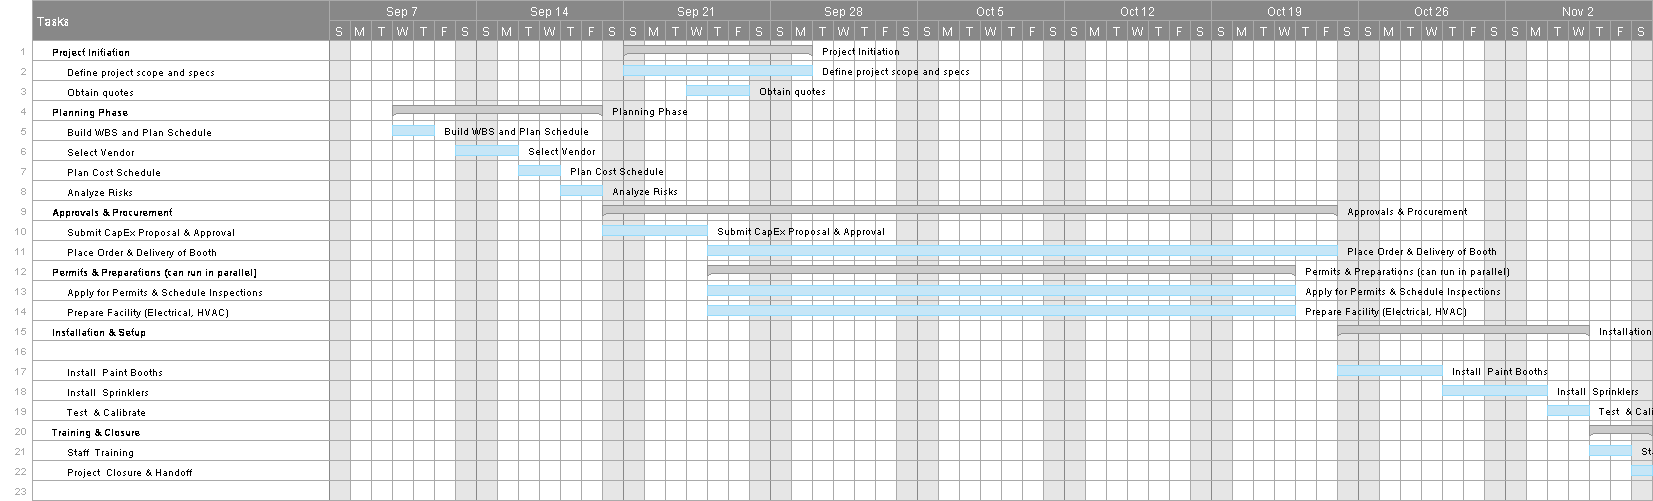 Tasks
Sep 7 Sep 14 Sep 21 Sep 28 Oct 5 Oct 12 Oct 19 Oct 26 Nov 2
S M T W T F S S M T W T F S S M T W T F S S M T W T F S S M T W T F S S M T W T F S S M T W T F S S M T W T F S S M T W T F S
1 Project Initiation Project Initiation
2 Define project scope and specs Define project scope and specs
3 Obtain quotes Obtain quotes
4 Planning Phase Planning Phase
5 Build WBS and Plan Schedule Build WBS and Plan Schedule
6 Select Vendor Select Vendor
7 Plan Cost Schedule Plan Cost Schedule
8 Analyze Risks Analyze Risks
9 Approvals & Procurement Approvals & Procurement
10 Submit CapEx Proposal & Approval Submit CapEx Proposal & Approval
11 Place Order & Delivery of Booth Place Order & Delivery of Booth
12 Permits & Preparations (can run in parallel) Permits & Preparations (can run in parallel)
13 Apply for Permits & Schedule Inspections Apply for Permits & Schedule Inspections
14 Prepare Facility (Electrical, HVAC) Prepare Facility (Electrical, HVAC)
15 Installation & Setup Installation
16
17 Install Paint Booths Install Paint Booths
18 Install Sprinklers Install Sprinklers
19 Test & Calibrate Test & Cali
20 Training & Closure
21 Staff Training St
22 Project Closure & Handoff
23